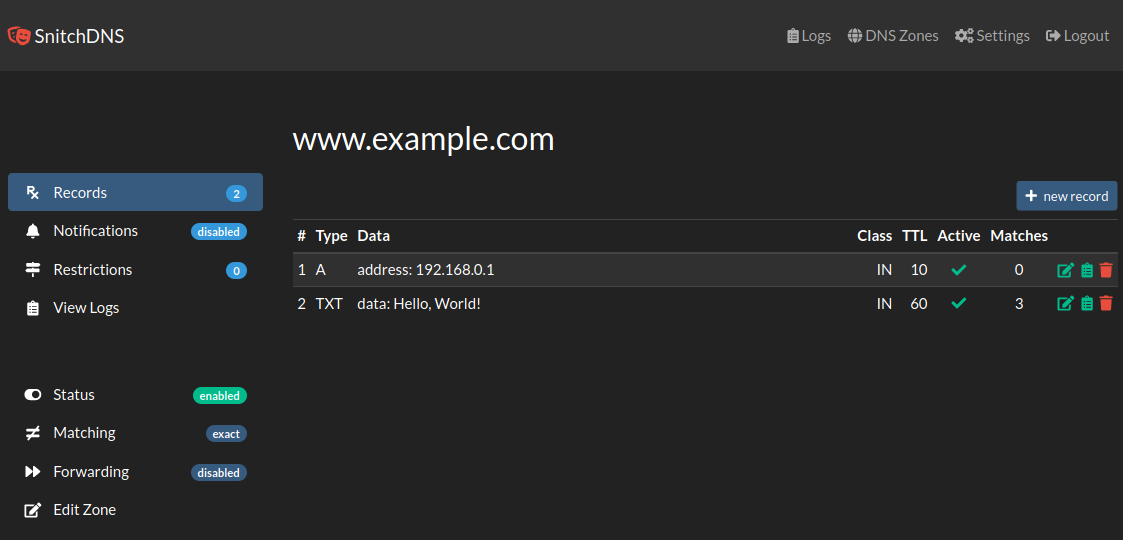 SnitchDNS
Logs DNS Zones Settings Logout
www.example.com
Records 2
Notifications disabled
Restrictions 0
View Logs
Status enabled
Matching exact
Forwarding disabled
Edit Zone
new record
# Type Data Class TTL Active Matches
1 A address: 192.168.0.1 IN 10 0
2 TXT data: Hello, World! IN 60 3